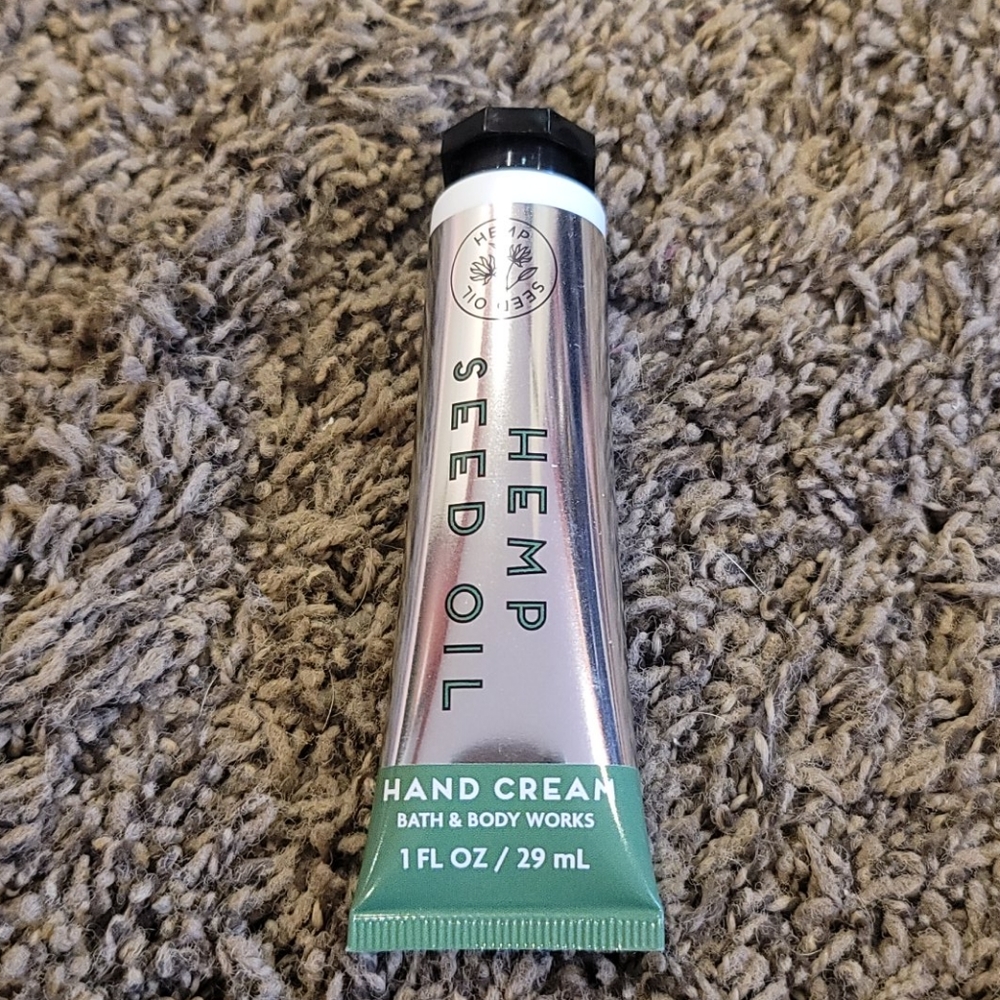 HEMP
SEED OIL
HEMP
SEED OIL
HAND CREAM
BATH & BODY WORKS
1 FL OZ / 29 mL